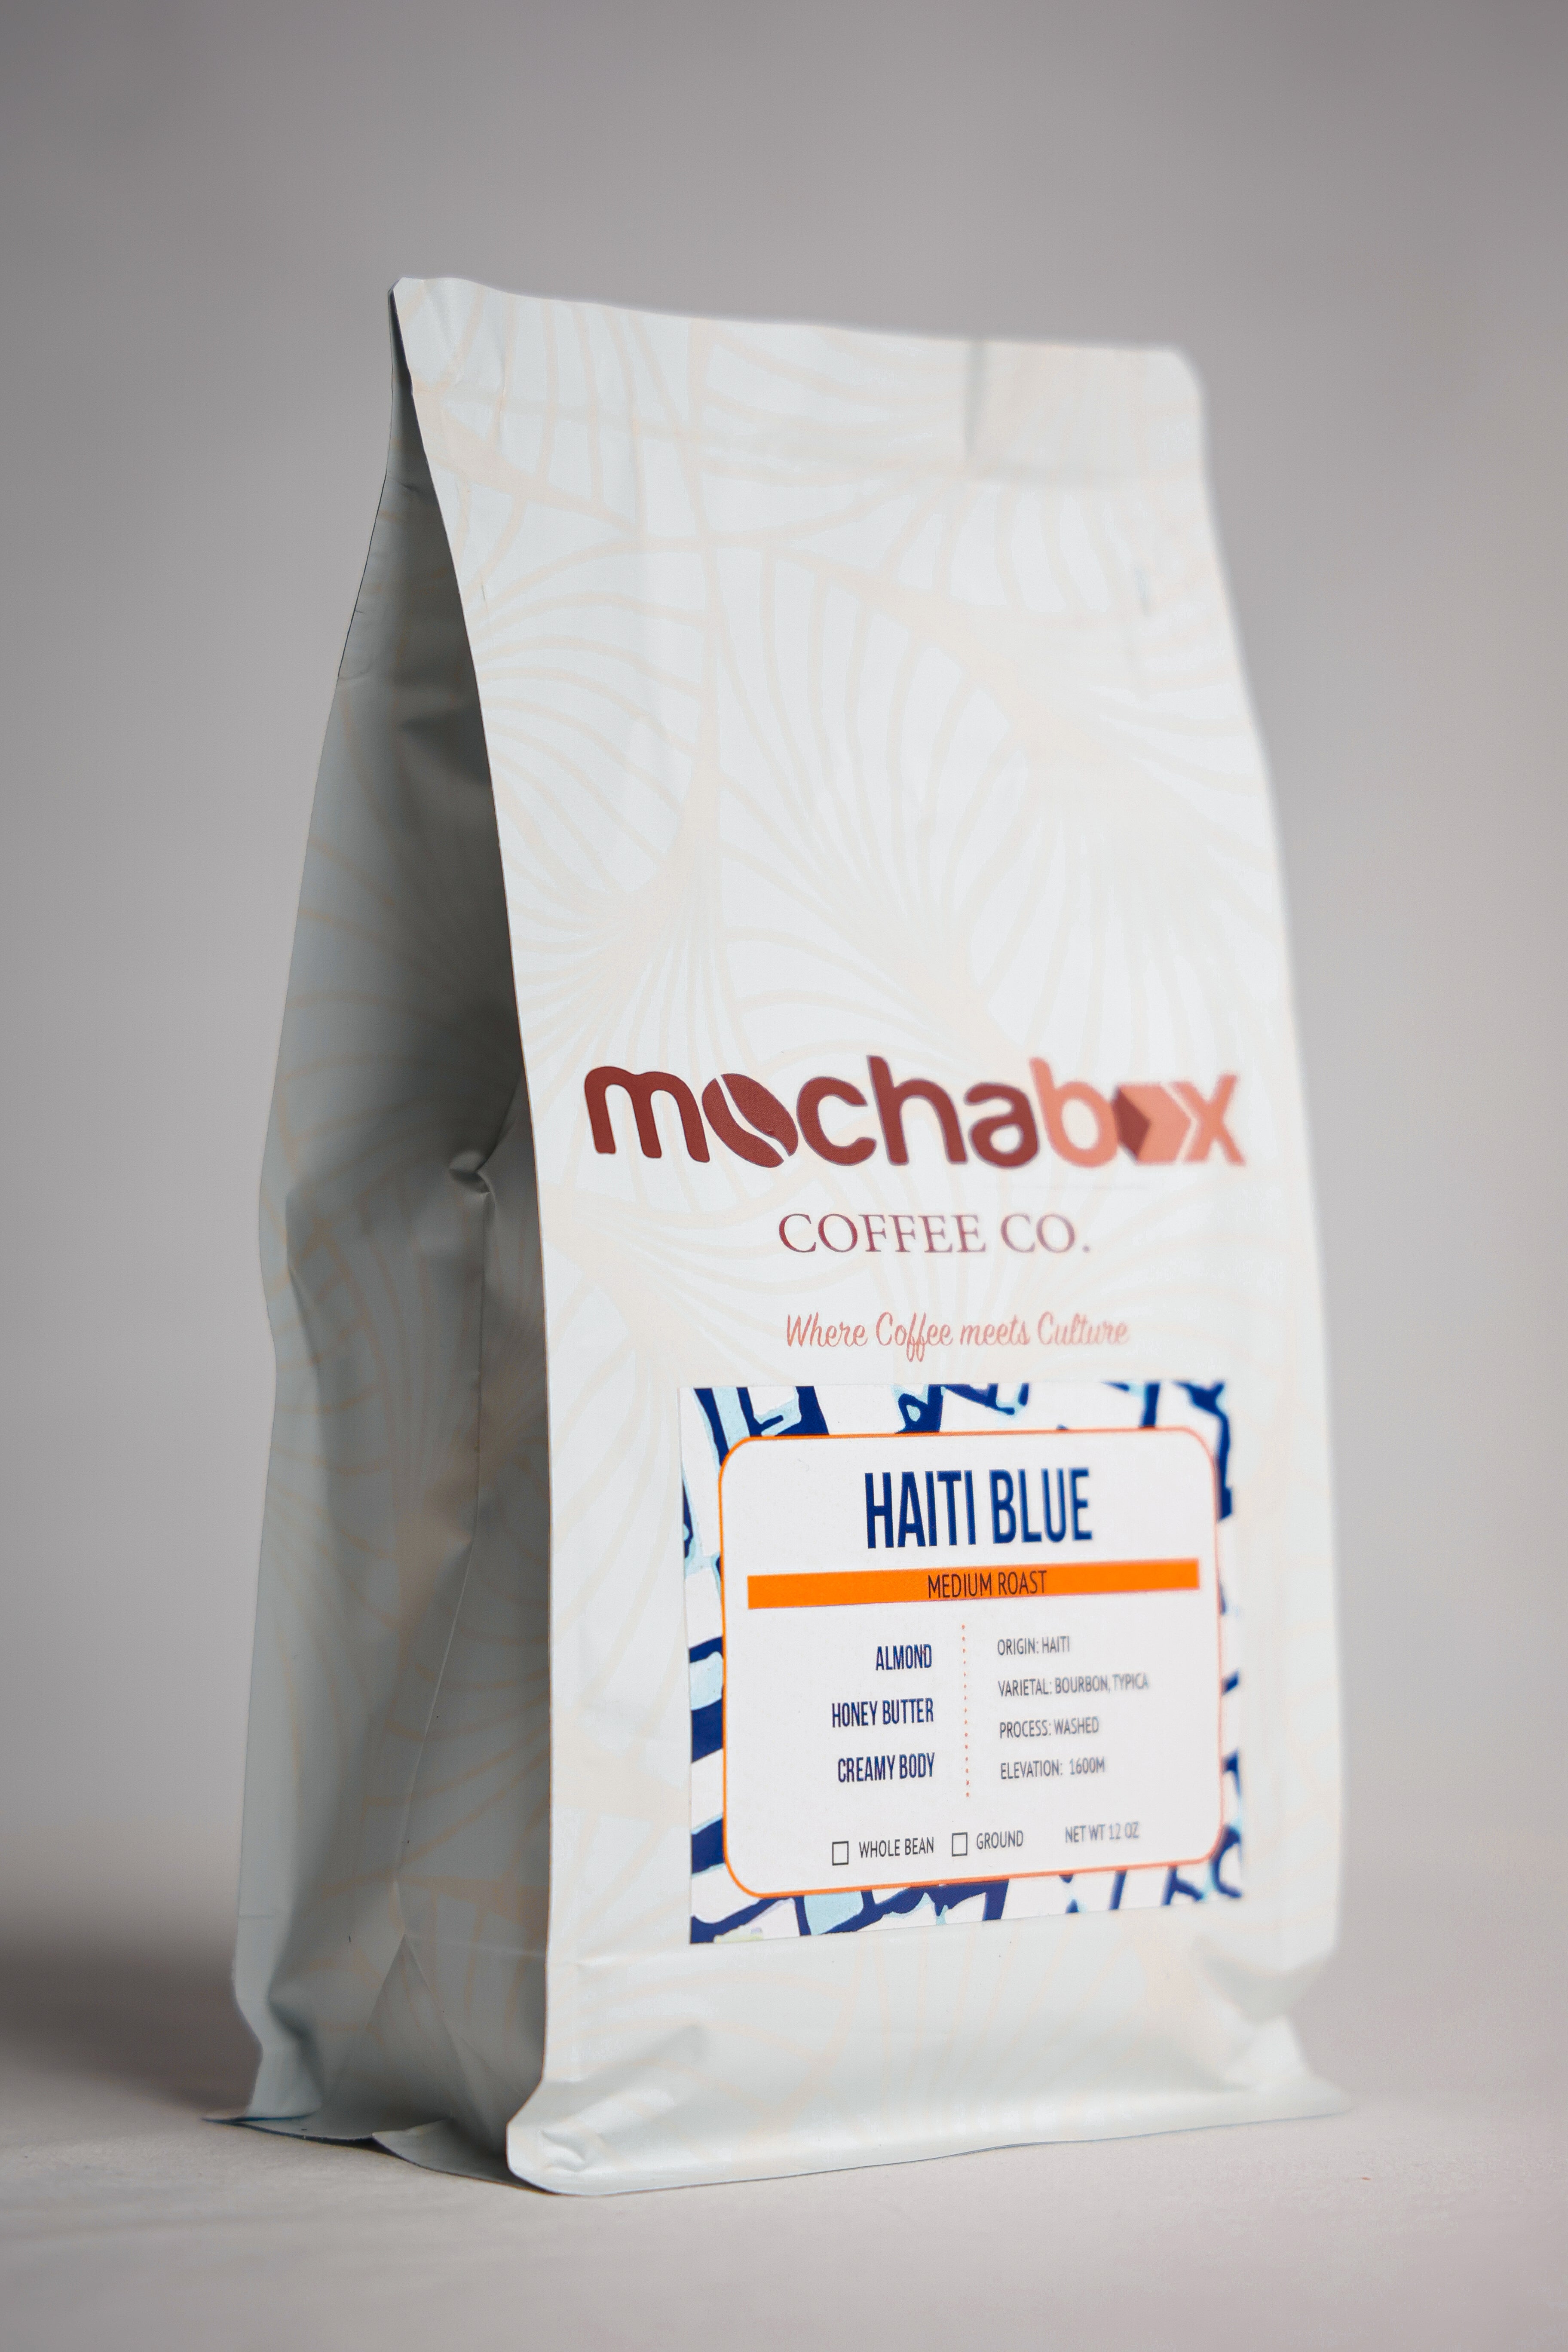 mochabox
COFFEE CO.
Where Coffee meets Culture
HAITI BLUE
MEDIUM ROAST
ALMOND
HONEY BUTTER
CREAMY BODY
ORIGIN: HAITI
VARIETAL: BOURBON, TYPICA
PROCESS: WASHED
ELEVATION: 1600M
WHOLE BEAN GROUND NET WT 12 OZ